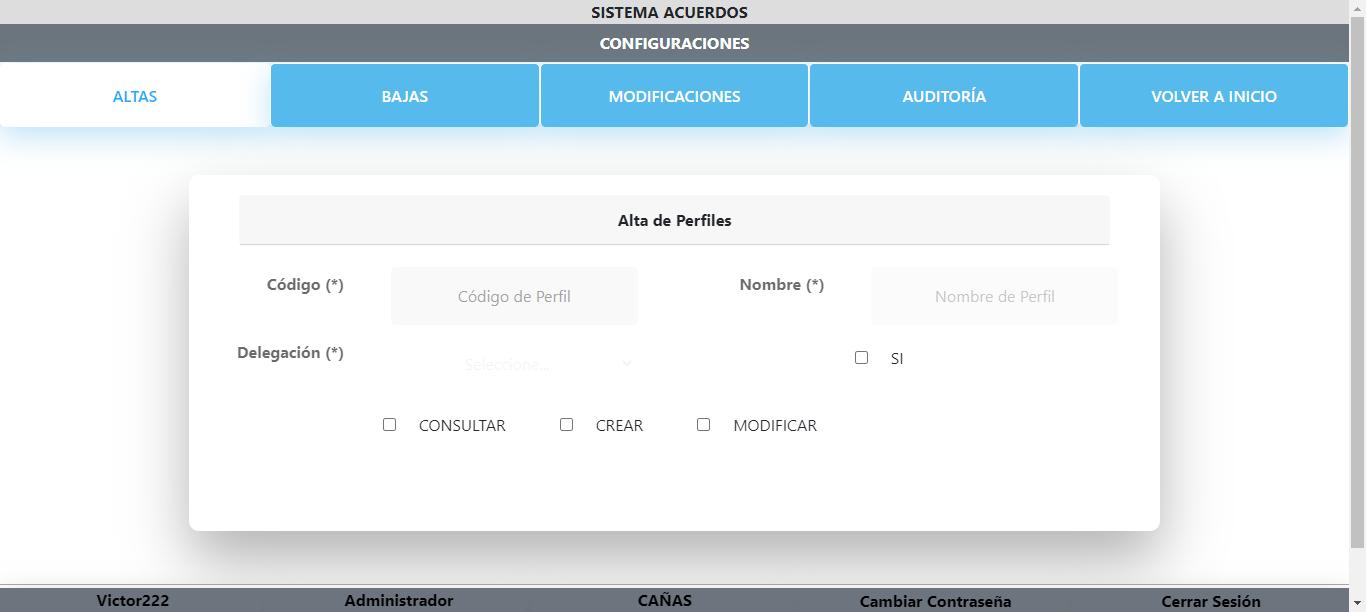 SISTEMA ACUERDOS
CONFIGURACIONES
ALTAS BAJAS MODIFICACIONES AUDITORÍA VOLVER A INICIO
Alta de Perfiles
Código (*) Código de Perfil Nombre (*) Nombre de Perfil
Delegación (*) Seleccione... SI
CONSULTAR CREAR MODIFICAR
Victor222 Administrador CAÑAS Cambiar Contraseña Cerrar Sesión